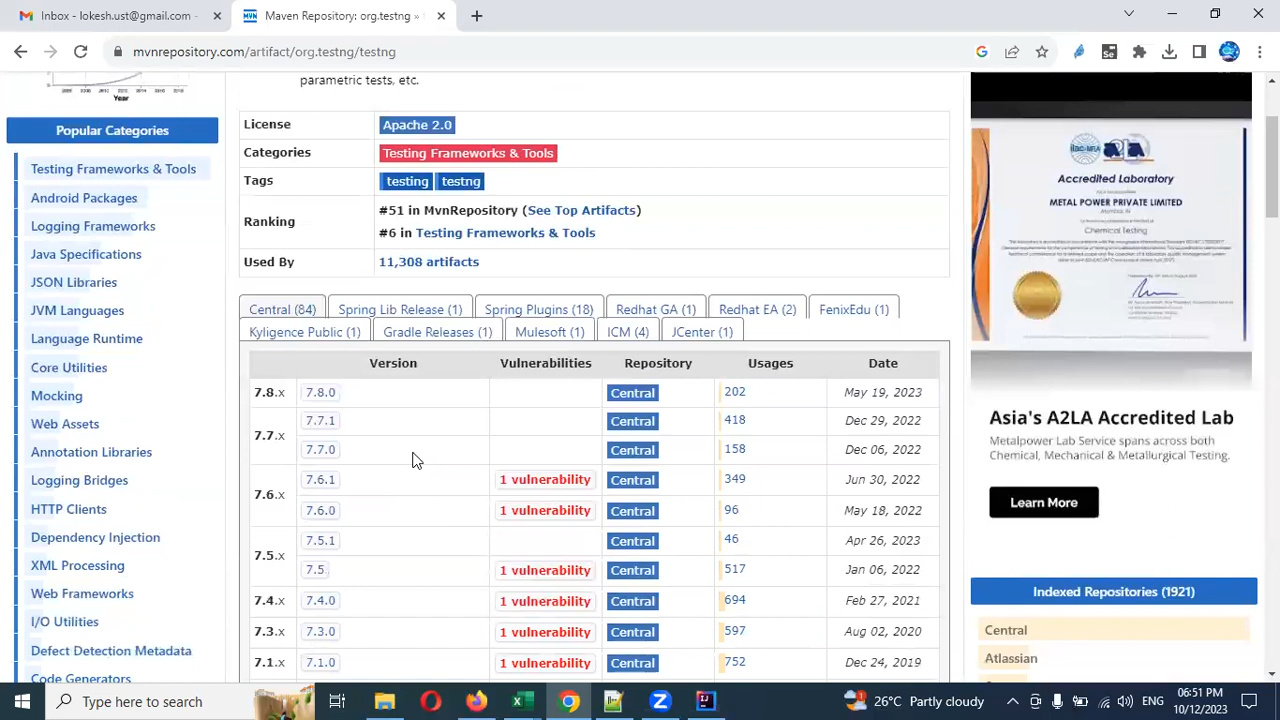 Inbox - lokesh.ut@gmail.com
Maven Repository: org.testng »
mvnrepository.com/artifact/org.testng/testng
parametric tests, etc.
Year
Popular Categories
Testing Frameworks & Tools
Android Packages
Logging Frameworks
Java Specifications
JSON Libraries
JVM Languages
Language Runtime
Core Utilities
Mocking
Web Assets
Annotation Libraries
Logging Bridges
HTTP Clients
Dependency Injection
XML Processing
Web Frameworks
I/O Utilities
Defect Detection Metadata
Code Generators
License Apache 2.0
Categories Testing Frameworks & Tools
Tags testing testng
Ranking #51 in MvnRepository (See Top Artifacts)
#6 in Testing Frameworks & Tools
Used By 11,308 artifacts
Central (84) Spring Lib Release Spring Plugins (18) Redhat GA (1) Redhat EA (2) FenixEdu
Kyligence Public (1) Gradle Releases (1) Mulesoft (1) ICM (4) JCenter (1)
Version Vulnerabilities Repository Usages Date
7.8.x 7.8.0 Central 202 May 19, 2023
7.7.x 7.7.1 Central 418 Dec 29, 2022
7.7.0 Central 158 Dec 06, 2022
7.6.x 7.6.1 1 vulnerability Central 349 Jun 30, 2022
7.6.0 1 vulnerability Central 96 May 18, 2022
7.5.x 7.5.1 Central 46 Apr 26, 2023
7.5 1 vulnerability Central 517 Jan 06, 2022
7.4.x 7.4.0 1 vulnerability Central 694 Feb 27, 2021
7.3.x 7.3.0 1 vulnerability Central 597 Aug 02, 2020
7.1.x 7.1.0 1 vulnerability Central 752 Dec 24, 2019
Accredited Laboratory
METAL POWER PRIVATE LIMITED
Chemical Testing
Asia's A2LA Accredited Lab
Metalpower Lab Service spans across both
Chemical, Mechanical & Metallurgical Testing.
Learn More
Indexed Repositories (1921)
Central
Atlassian
Type here to search
26°C Partly cloudy
ENG
06:51 PM
10/12/2023